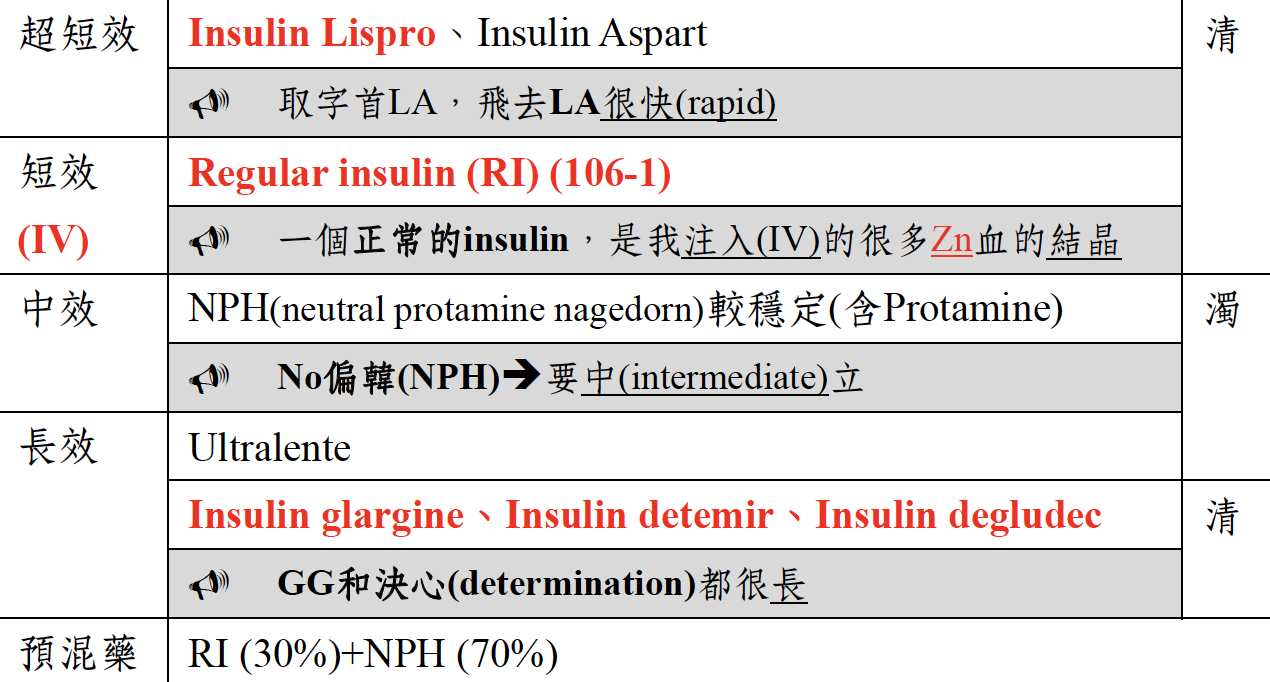 超短效 Insulin Lispro、Insulin Aspart 清
取字首LA，飛去LA很快(rapid)
短效 Regular insulin (RI) (106-1)
(IV) 一個正常的insulin，是我注入(IV)的很多Zn血的結晶
中效 NPH(neutral protamine nagedorn)較穩定(含Protamine) 濁
No偏韓(NPH)➔要中(intermediate)立
長效 Ultralente
Insulin glargine、Insulin detemir、Insulin degludec 清
GG和決心(determination)都很長
預混藥 RI (30%)+NPH (70%)